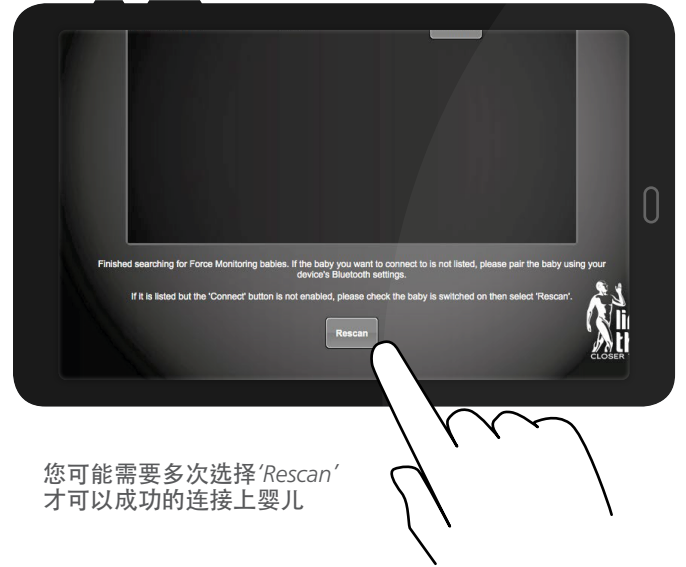 Finished searching for Force Monitoring babies. If the baby you want to connect to is not listed, please pair the baby using your
device's Bluetooth settings.
If it is listed but the 'Connect' button is not enabled, please check the baby is switched on then select 'Rescan'.
Rescan
CLOSER
您可能需要多次选择‘Rescan’
才可以成功的连接上婴儿